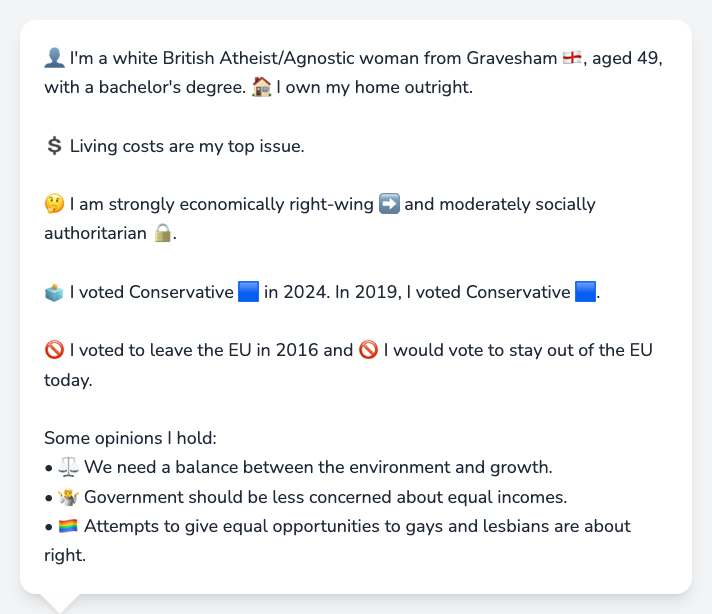 👤 I'm a white British Atheist/Agnostic woman from Gravesham 🏴󠁧󠁢󠁥󠁮󠁧󠁿, aged 49,
with a bachelor's degree. 🏠 I own my home outright.
💲 Living costs are my top issue.
🤔 I am strongly economically right-wing ➡️ and moderately socially
authoritarian 🔒.
🗳️ I voted Conservative 🟦 in 2024. In 2019, I voted Conservative 🟦.
🚫 I voted to leave the EU in 2016 and 🚫 I would vote to stay out of the EU
today.
Some opinions I hold:
• ⚖️ We need a balance between the environment and growth.
• 🤷 Government should be less concerned about equal incomes.
• 🏳️‍🌈 Attempts to give equal opportunities to gays and lesbians are about
right.